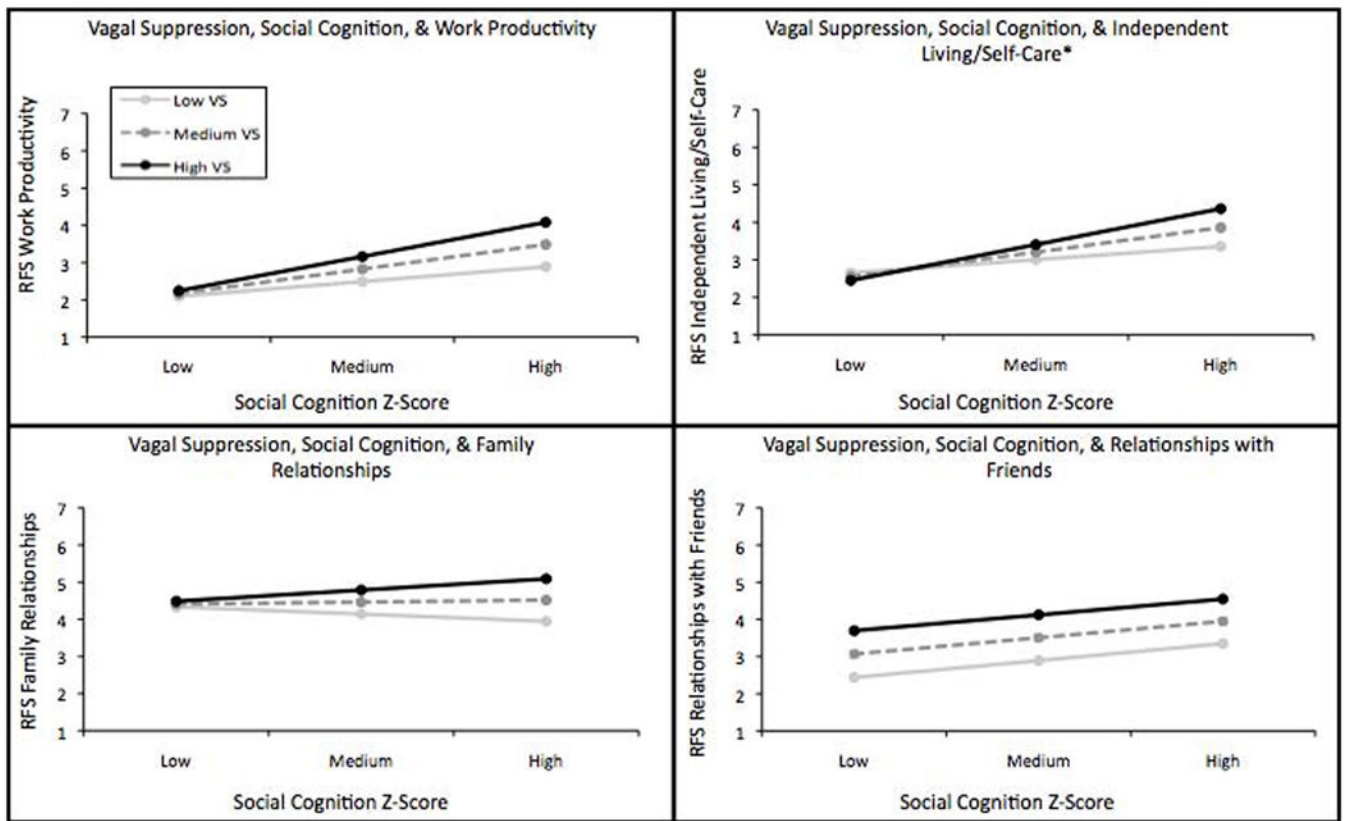 Vagal Suppression, Social Cognition, & Work Productivity
RFS Work Productivity
7
6
5
4
3
2
1
Low VS
Medium VS
High VS
Low Medium High
Social Cognition Z-Score
Vagal Suppression, Social Cognition, & Independent
Living/Self-Care*
RFS Independent Living/Self-Care
7
6
5
4
3
2
1
Low Medium High
Social Cognition Z-Score
Vagal Suppression, Social Cognition, & Family
Relationships
RFS Family Relationships
7
6
5
4
3
2
1
Low Medium High
Social Cognition Z-Score
Vagal Suppression, Social Cognition, & Relationships with
Friends
RFS Relationships with Friends
7
6
5
4
3
2
1
Low Medium High
Social Cognition Z-Score